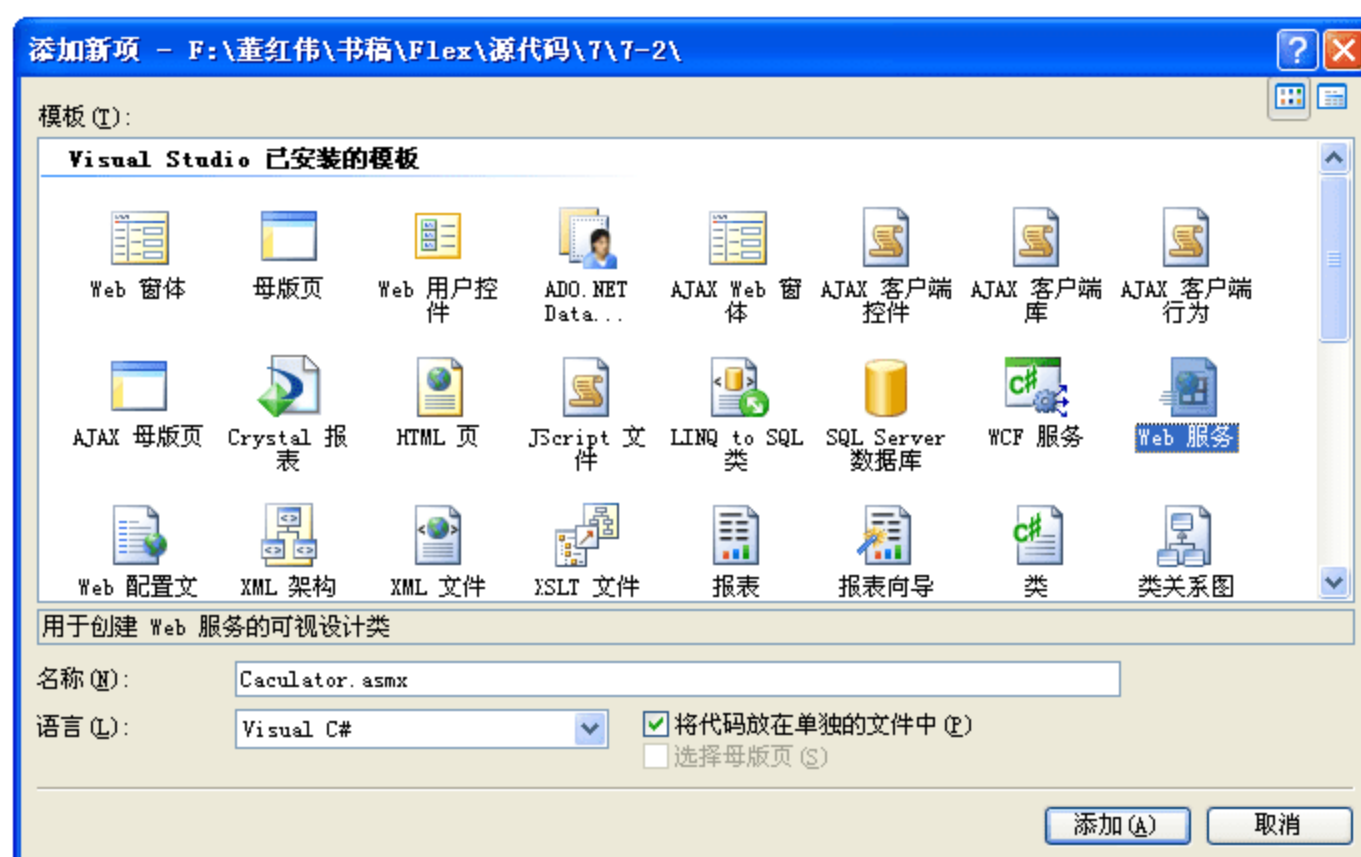 添加新项 - F:\董红伟\书稿\Flex\源代码\7\7-2\
模板(T):
Visual Studio 已安装的模板
Web 窗体
母版页
Web 用户控
件
ADO.NET
Data...
AJAX Web 窗
体
AJAX 客户端
控件
AJAX 客户端
库
AJAX 客户端
行为
AJAX 母版页
Crystal 报
表
HTML 页
JScript 文
件
LINQ to SQL
类
SQL Server
数据库
WCF 服务
Web 服务
Web 配置文
XML 架构
XML 文件
XSLT 文件
报表
报表向导
类
类关系图
用于创建 Web 服务的可视设计类
名称(N):
Caculator.asmx
语言(L):
Visual C#
将代码放在单独的文件中(P)
选择母版页(S)
添加(A)
取消